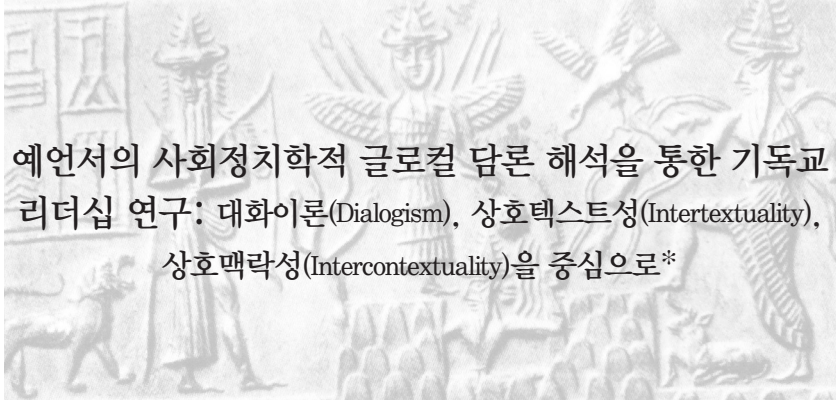 예언서의 사회정치학적 글로컬 담론 해석을 통한 기독교
리더십 연구: 대화이론(Dialogism), 상호텍스트성(Intertextuality),
상호맥락성(Intercontextuality)을 중심으로*